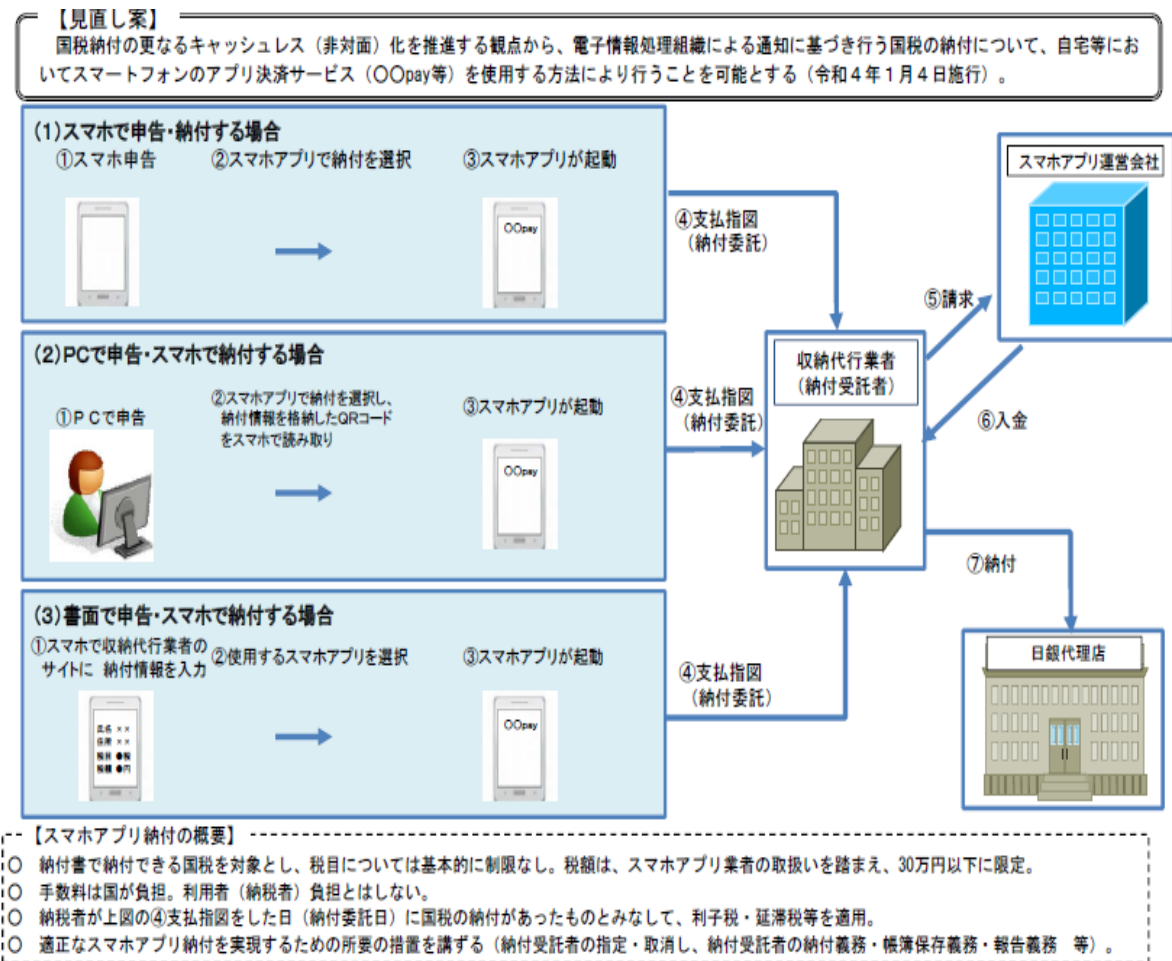 【見直し案】
国税納付の更なるキャッシュレス（非対面）化を推進する観点から、電子情報処理組織による通知に基づき行う国税の納付について、自宅等にお
いてスマートフォンのアプリ決済サービス（〇〇pay等）を使用する方法により行うことを可能とする（令和４年１月４日施行）。
(1)スマホで申告・納付する場合
①スマホ申告
②スマホアプリで納付を選択
③スマホアプリが起動
〇〇pay
④支払指図
（納付委託）
(2)PCで申告・スマホで納付する場合
①ＰＣで申告
②スマホアプリで納付を選択し、
納付情報を格納したQRコード
をスマホで読み取り
③スマホアプリが起動
〇〇pay
④支払指図
（納付委託）
(3)書面で申告・スマホで納付する場合
①スマホで収納代行業者の
サイトに 納付情報を入力
氏名 ××
住所 ××
税目 ●税
税額 ●円
②使用するスマホアプリを選択
③スマホアプリが起動
〇〇pay
④支払指図
（納付委託）
収納代行業者
（納付受託者）
⑤請求
スマホアプリ運営会社
⑥入金
⑦納付
日銀代理店
【スマホアプリ納付の概要】
〇 納付書で納付できる国税を対象とし、税目については基本的に制限なし。税額は、スマホアプリ業者の取扱いを踏まえ、30万円以下に限定。
〇 手数料は国が負担。利用者（納税者）負担とはしない。
〇 納税者が上図の④支払指図をした日（納付委託日）に国税の納付があったものとみなして、利子税・延滞税等を適用。
〇 適正なスマホアプリ納付を実現するための所要の措置を講ずる（納付受託者の指定・取消し、納付受託者の納付義務・帳簿保存義務・報告義務 等）。